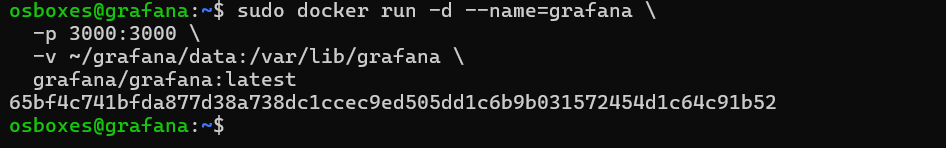 osboxes@grafana:~$ sudo docker run -d --name=grafana \
  -p 3000:3000 \
  -v ~/grafana/data:/var/lib/grafana \
  grafana/grafana:latest
65bf4c741bfda877d38a738dc1ccec9ed505dd1c6b9b031572454d1c64c91b52
osboxes@grafana:~$